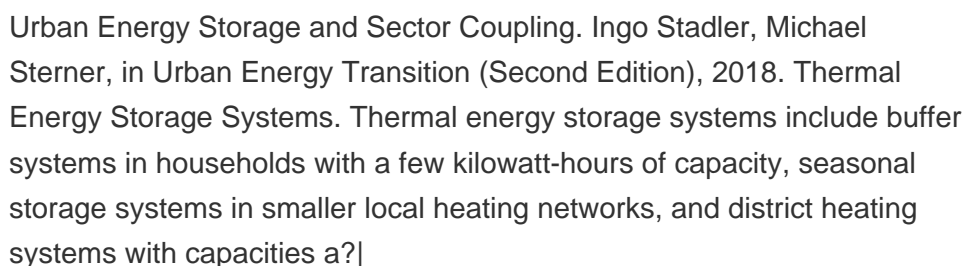 Urban Energy Storage and Sector Coupling. Ingo Stadler, Michael
Sterner, in Urban Energy Transition (Second Edition), 2018. Thermal
Energy Storage Systems. Thermal energy storage systems include buffer
systems in households with a few kilowatt-hours of capacity, seasonal
storage systems in smaller local heating networks, and district heating
systems with capacities a?|